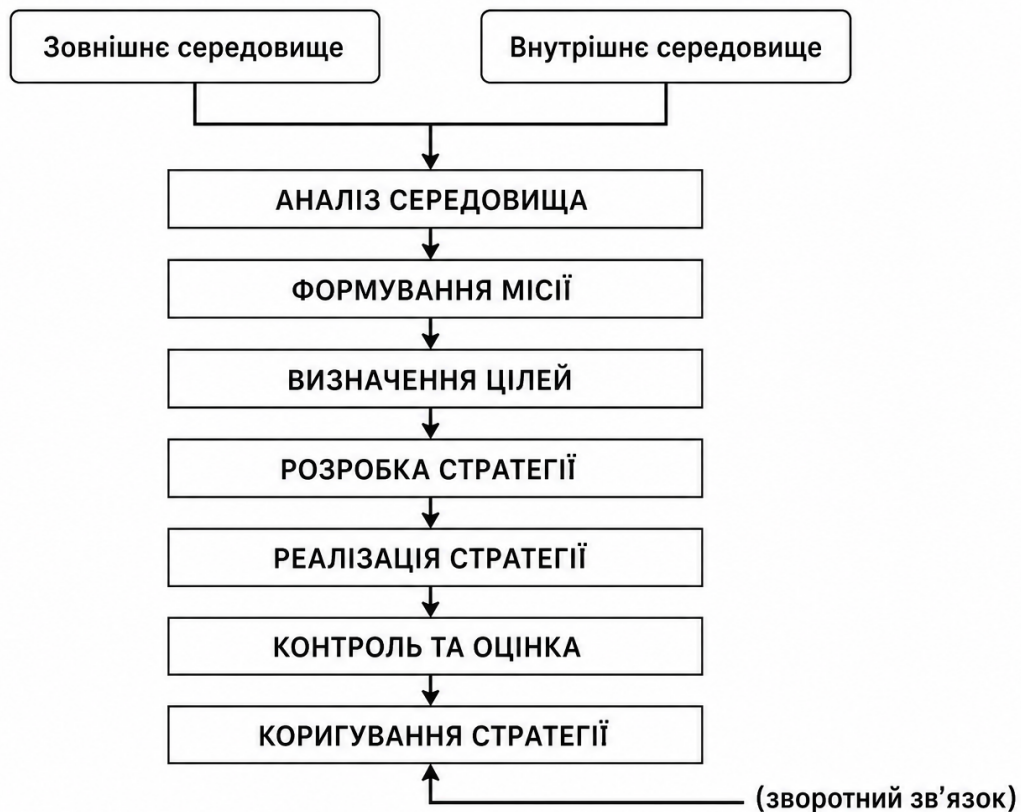 Зовнішнє середовище
Внутрішнє середовище
АНАЛІЗ СЕРЕДОВИЩА
ФОРМУВАННЯ МІСІЇ
ВИЗНАЧЕННЯ ЦІЛЕЙ
РОЗРОБКА СТРАТЕГІЇ
РЕАЛІЗАЦІЯ СТРАТЕГІЇ
КОНТРОЛЬ ТА ОЦІНКА
КОРИГУВАННЯ СТРАТЕГІЇ
(зворотний зв’язок)